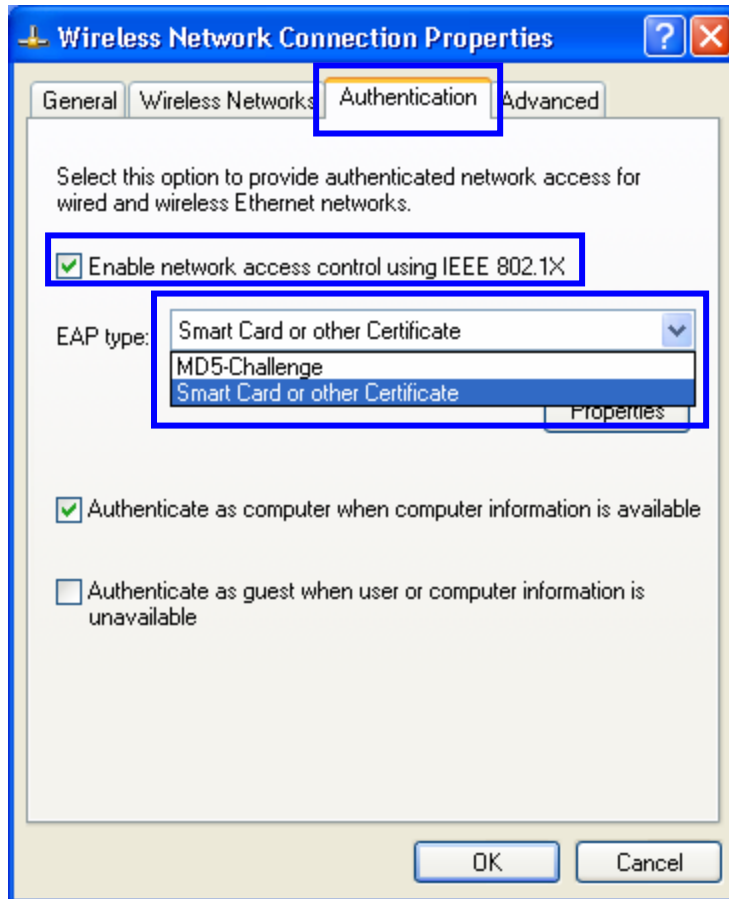 Wireless Network Connection Properties
General
Wireless Networks
Authentication
Advanced
Select this option to provide authenticated network access for
wired and wireless Ethernet networks.
Enable network access control using IEEE 802.1X
EAP type:
Smart Card or other Certificate
MD5-Challenge
Smart Card or other Certificate
Properties
Authenticate as computer when computer information is available
Authenticate as guest when user or computer information is
unavailable
OK
Cancel